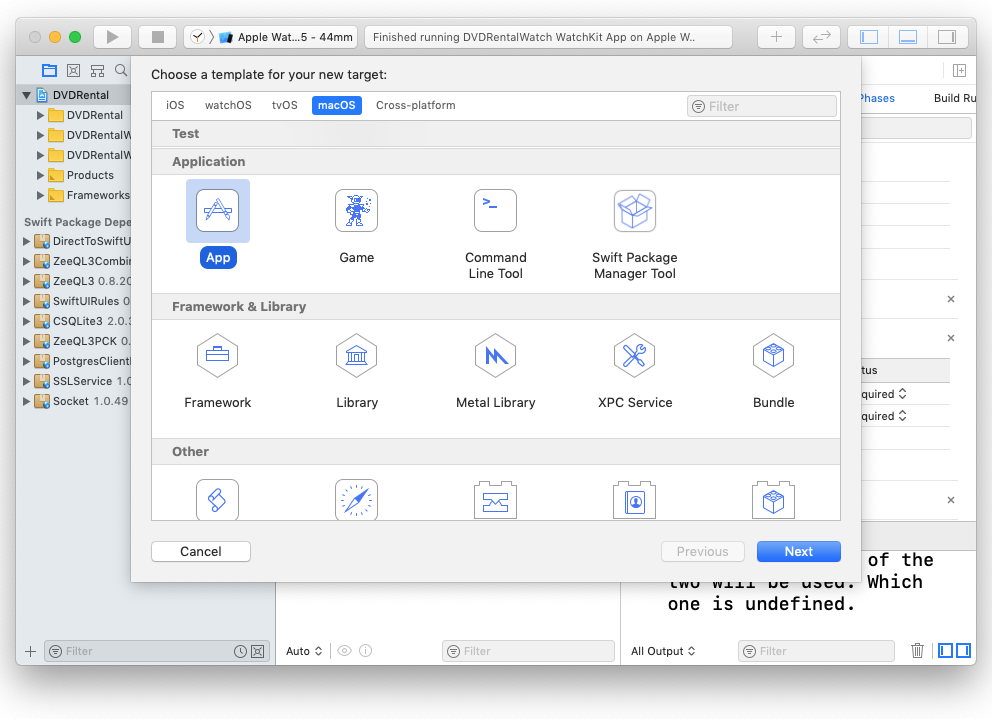 Apple Wat...5 - 44mm
Finished running DVDRentalWatch WatchKit App on Apple W..
Choose a template for your new target:
iOS watchOS tvOS macOS Cross-platform
Filter
Test
Application
App
Game
Command
Line Tool
Swift Package
Manager Tool
Framework & Library
Framework
Library
Metal Library
XPC Service
Bundle
Other
Cancel
Previous
Next
DVDRental
DVDRental
DVDRentalW
DVDRentalW
Products
Frameworks
Swift Package Depe
DirectToSwiftU
ZeeQL3Combin
ZeeQL3 0.8.20
SwiftUIRules 0
CSQLite3 2.0.3
ZeeQL3PCK 0.
PostgresClientK
SSLService 1.0
Socket 1.0.49
Phases
Build Ru
tus
quired
quired
of the
two will be used. Which
one is undefined.
Filter
Auto
Filter
All Output
Filter